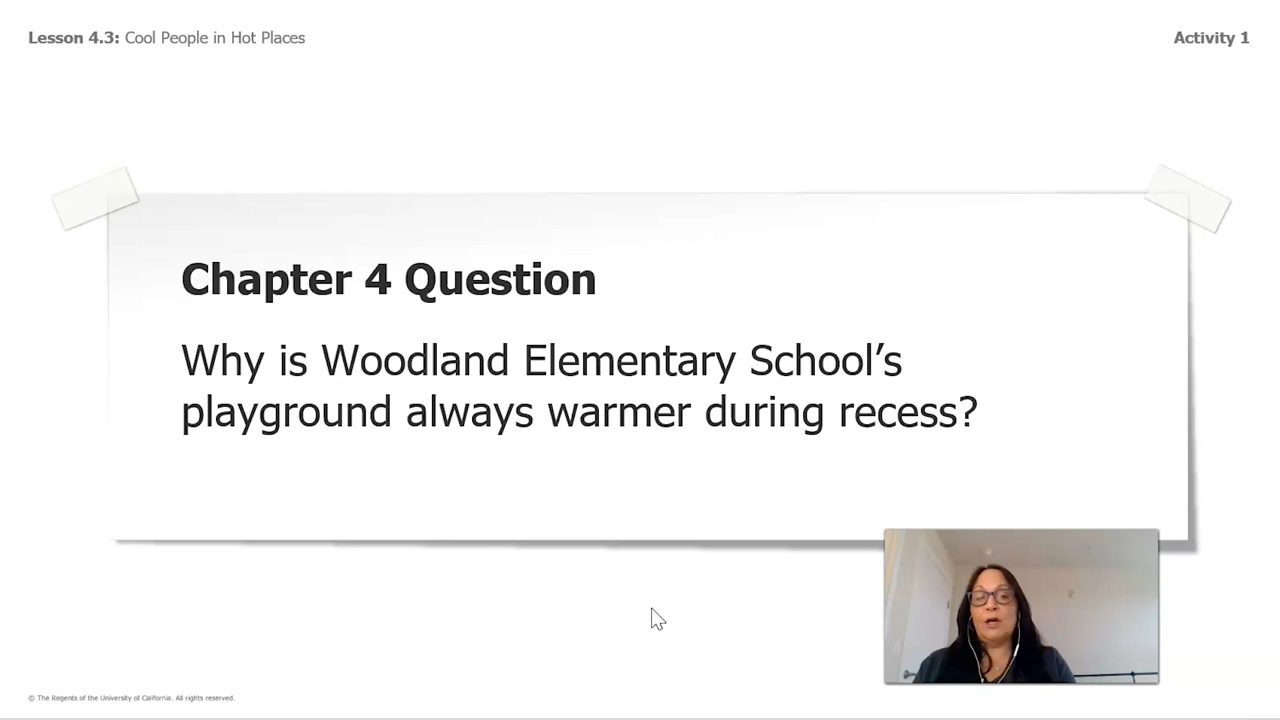 Lesson 4.3: Cool People in Hot Places
Activity 1
Chapter 4 Question
Why is Woodland Elementary School’s
playground always warmer during recess?
© The Regents of the University of California. All rights reserved.